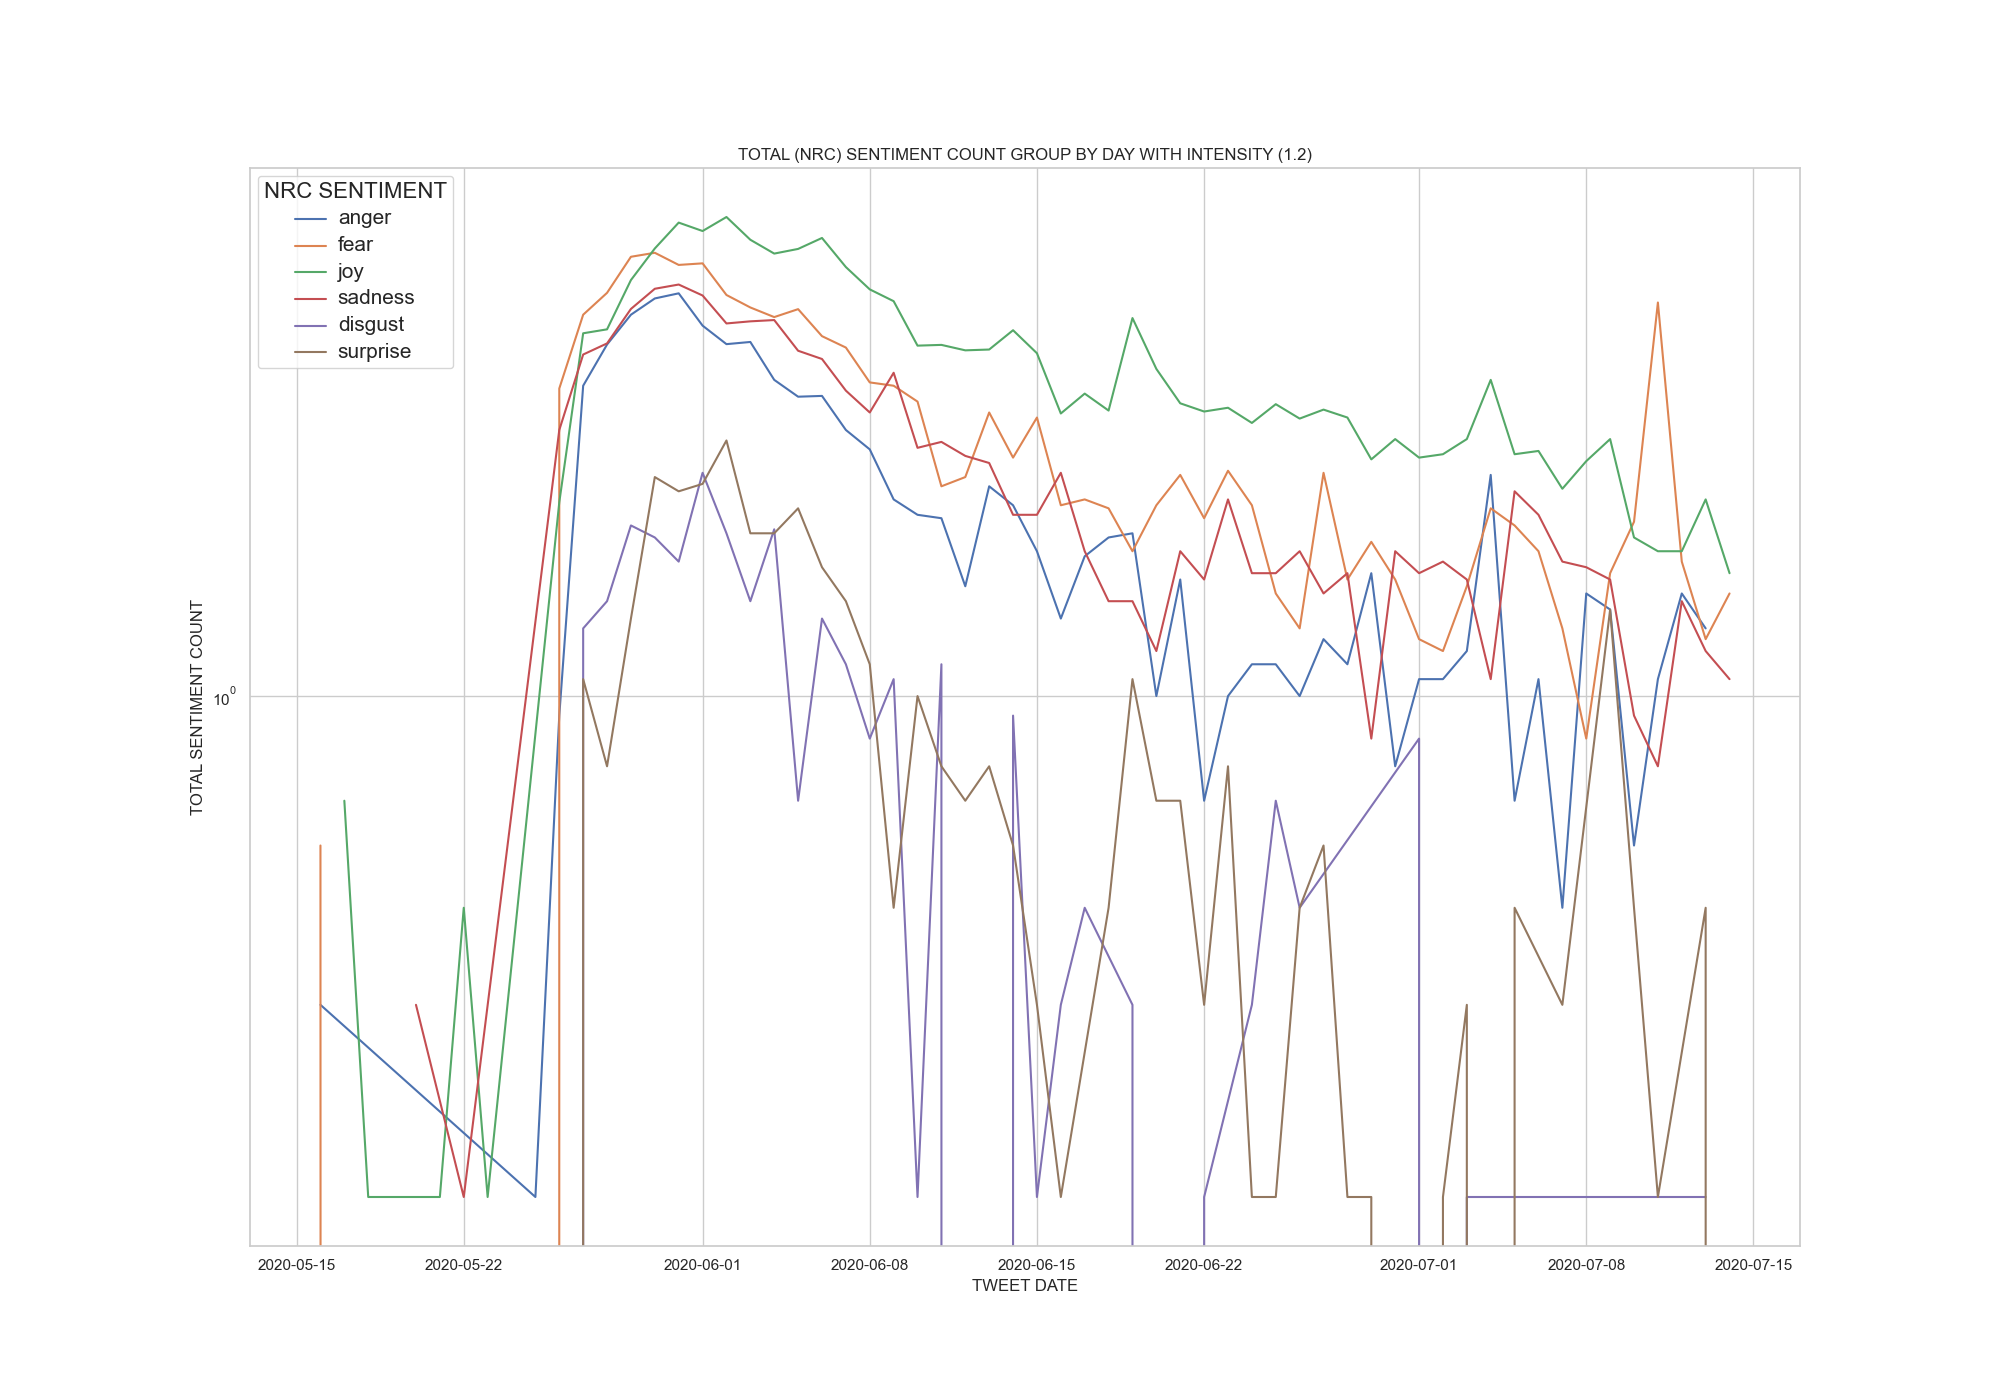 TOTAL (NRC) SENTIMENT COUNT GROUP BY DAY WITH INTENSITY (1.2)
NRC SENTIMENT
anger
fear
joy
sadness
disgust
surprise
TOTAL SENTIMENT COUNT
10^0
2020-05-15 2020-05-22 2020-06-01 2020-06-08 2020-06-15 2020-06-22 2020-07-01 2020-07-08 2020-07-15
TWEET DATE